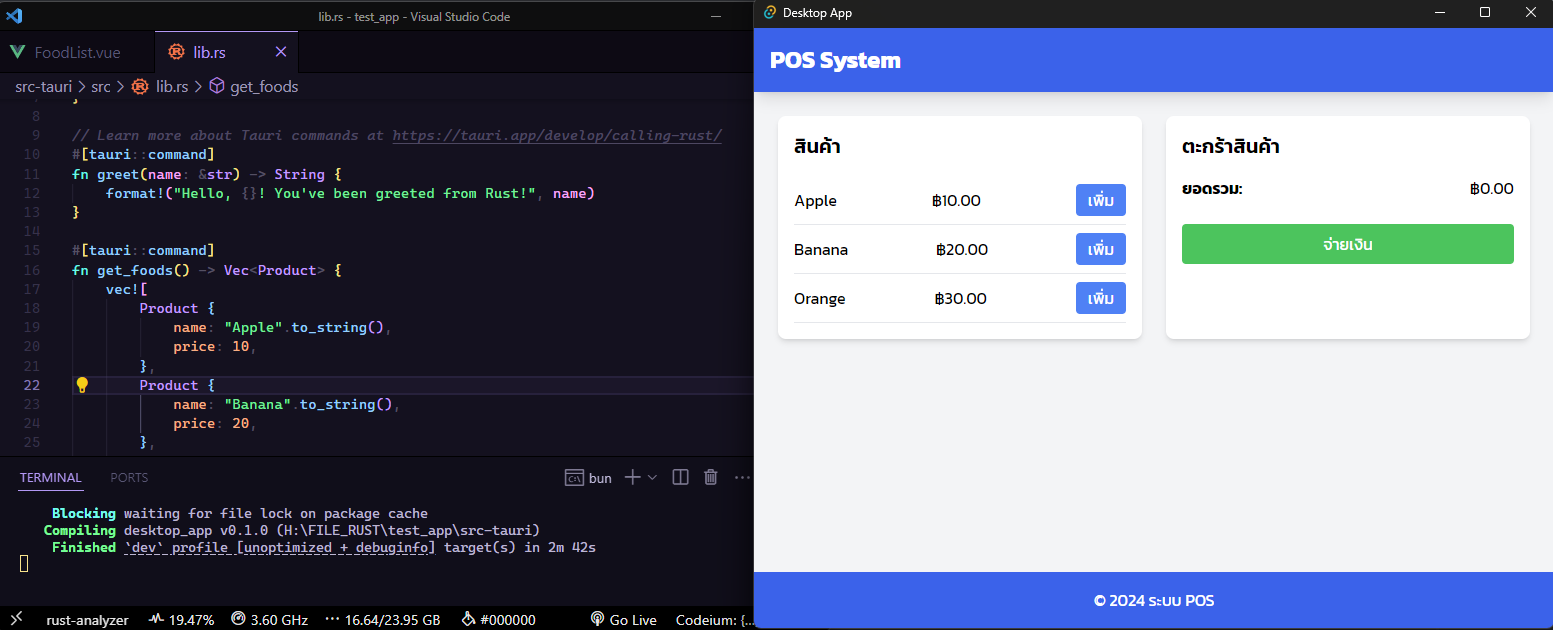 lib.rs - test_app - Visual Studio Code
FoodList.vue
lib.rs
src-tauri > src > lib.rs > get_foods
8
9 // Learn more about Tauri commands at https://tauri.app/develop/calling-rust/
10 #[tauri::command]
11 fn greet(name: &str) -> String {
12 format!("Hello, {}! You've been greeted from Rust!", name)
13 }
14
15 #[tauri::command]
16 fn get_foods() -> Vec<Product> {
17 vec![
18 Product {
19 name: "Apple".to_string(),
20 price: 10,
21 },
22 Product {
23 name: "Banana".to_string(),
24 price: 20,
25 },
TERMINAL PORTS
bun
Blocking waiting for file lock on package cache
Compiling desktop_app v0.1.0 (H:\FILE_RUST\test_app\src-tauri)
Finished `dev` profile [unoptimized + debuginfo] target(s) in 2m 42s
rust-analyzer 19.47% 3.60 GHz 16.64/23.95 GB #000000 Go Live Codeium: {...
Desktop App
POS System
สินค้า
Apple ฿10.00 เพิ่ม
Banana ฿20.00 เพิ่ม
Orange ฿30.00 เพิ่ม
ตะกร้าสินค้า
ยอดรวม: ฿0.00
จ่ายเงิน
© 2024 ระบบ POS